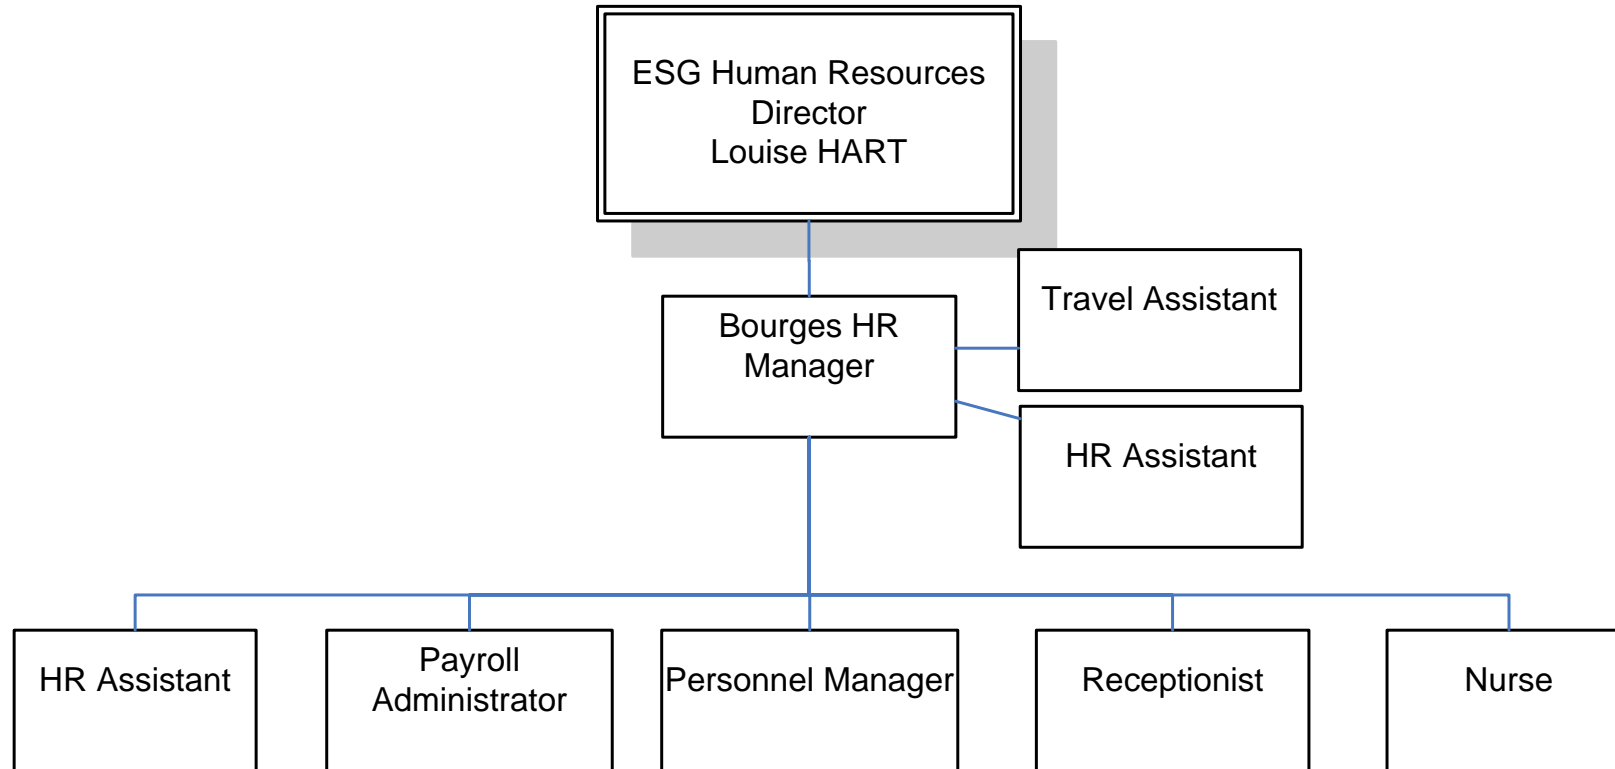 ESG Human Resources
Director
Louise HART
Bourges HR
Manager
Travel Assistant
HR Assistant
HR Assistant
Payroll
Administrator
Personnel Manager
Receptionist
Nurse